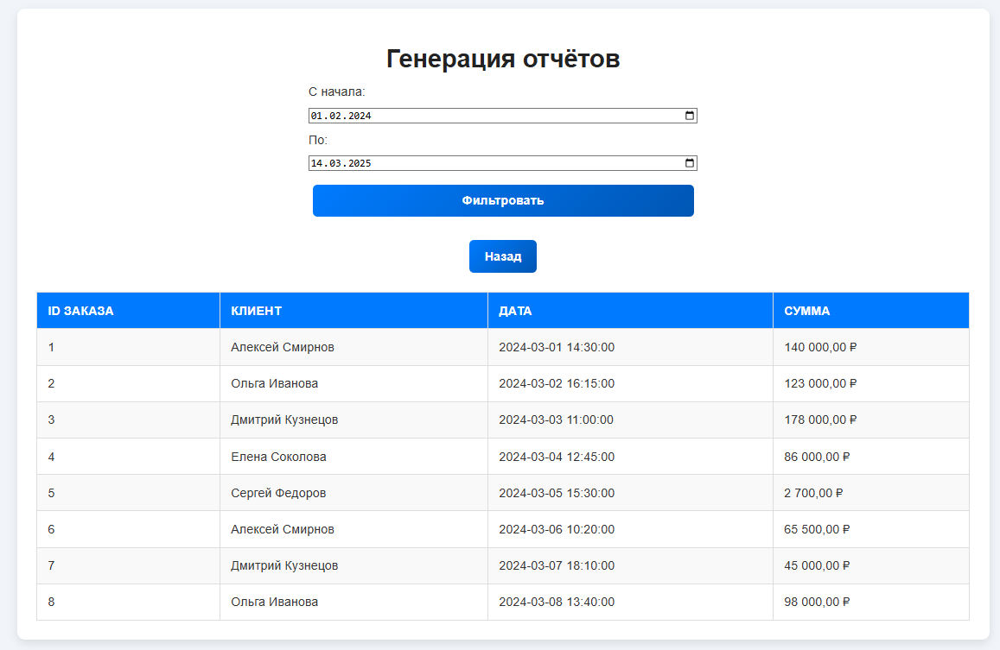 Генерация отчётов
С начала:
01.02.2024
По:
14.03.2025
Фильтровать
Назад
ID ЗАКАЗА КЛИЕНТ ДАТА СУММА
1 Алексей Смирнов 2024-03-01 14:30:00 140 000,00 ₽
2 Ольга Иванова 2024-03-02 16:15:00 123 000,00 ₽
3 Дмитрий Кузнецов 2024-03-03 11:00:00 178 000,00 ₽
4 Елена Соколова 2024-03-04 12:45:00 86 000,00 ₽
5 Сергей Федоров 2024-03-05 15:30:00 2 700,00 ₽
6 Алексей Смирнов 2024-03-06 10:20:00 65 500,00 ₽
7 Дмитрий Кузнецов 2024-03-07 18:10:00 45 000,00 ₽
8 Ольга Иванова 2024-03-08 13:40:00 98 000,00 ₽